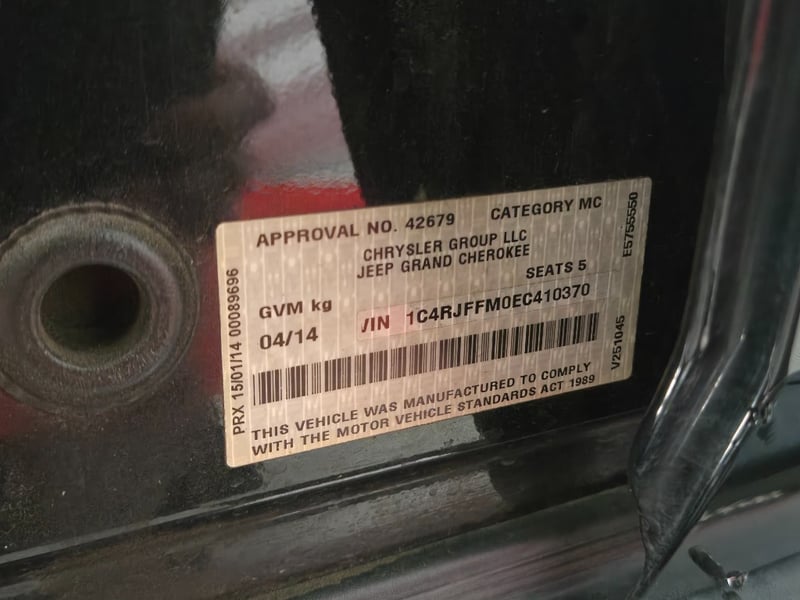 APPROVAL NO. 42679 CATEGORY MC
CHRYSLER GROUP LLC
JEEP GRAND CHEROKEE
SEATS 5
GVM kg
04/14
VIN 1C4RJFFM0EC410370
THIS VEHICLE WAS MANUFACTURED TO COMPLY
WITH THE MOTOR VEHICLE STANDARDS ACT 1989
PRX 15/01/14 00089696
E5755550
V251045